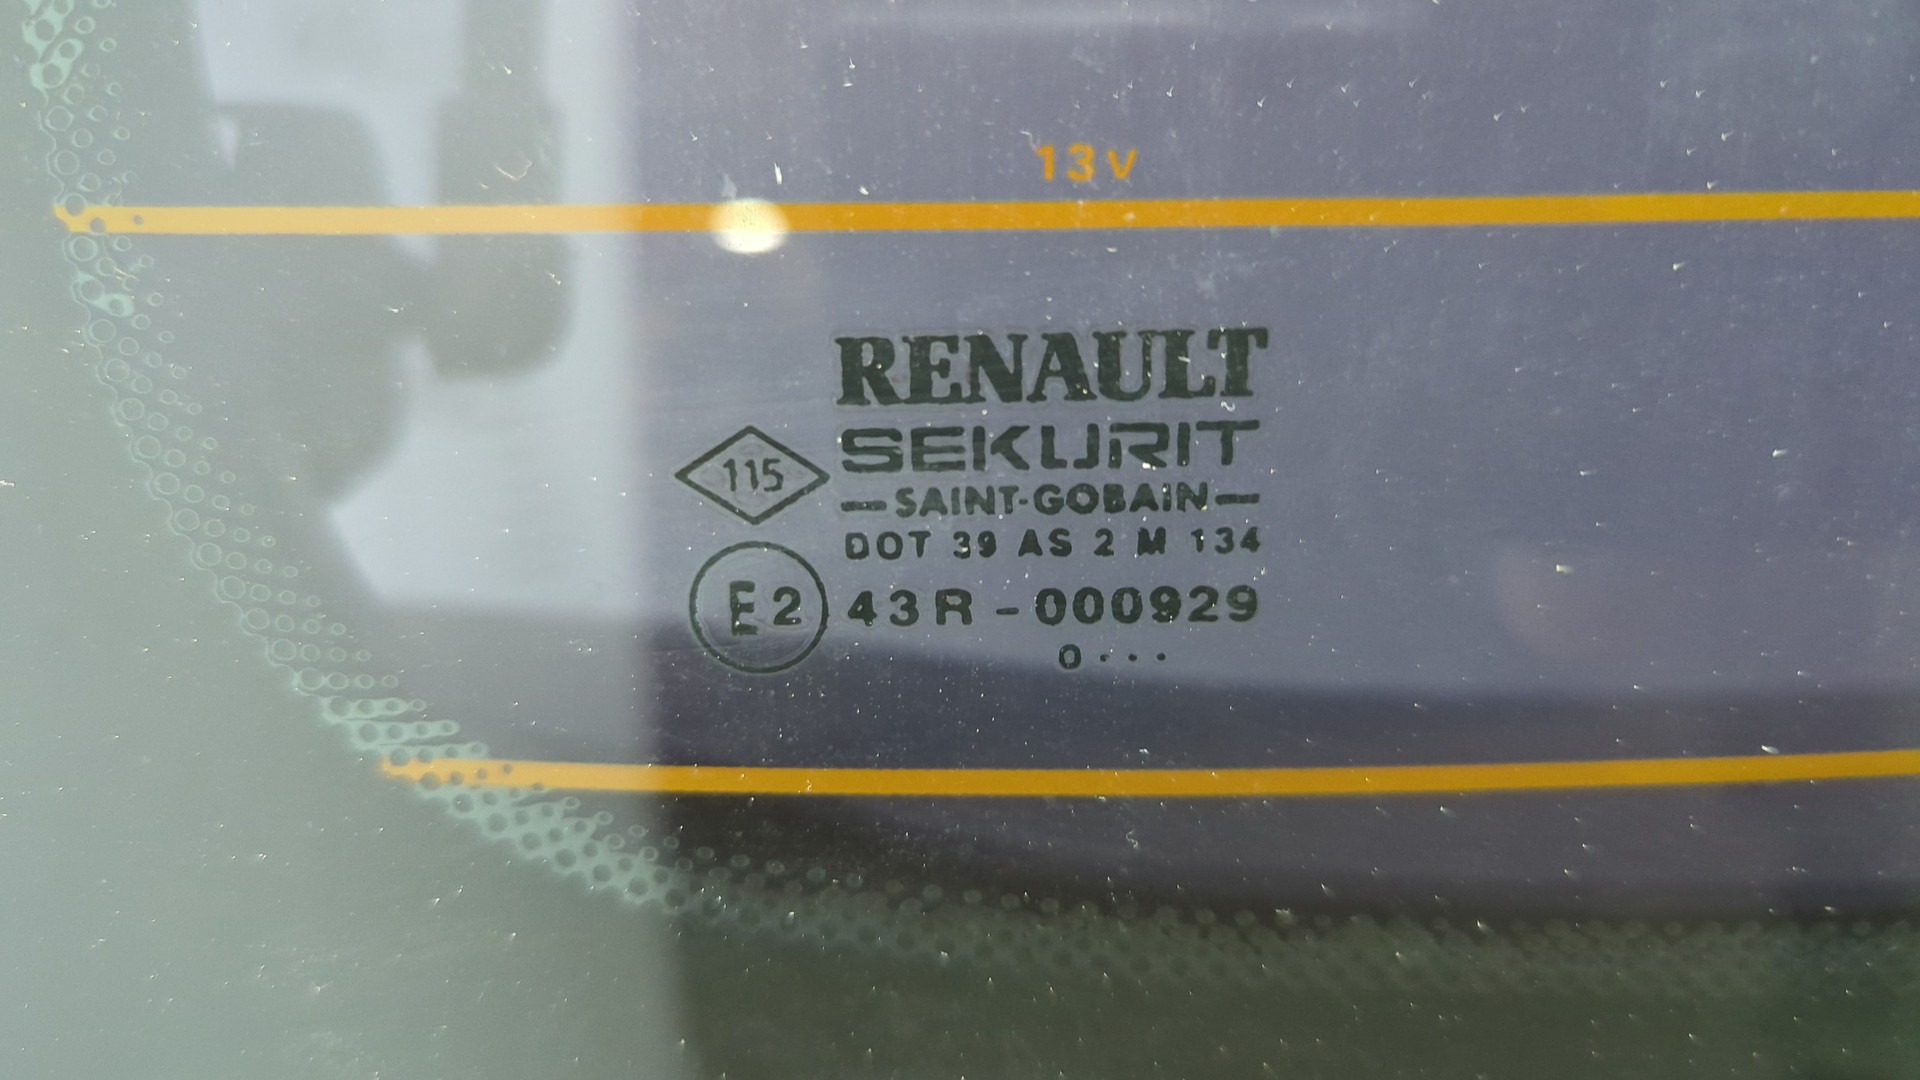 13V
RENAULT
SEKURIT
115
—SAINT-GOBAIN—
DOT 39 AS 2 M 134
E2 43R-000929
0...